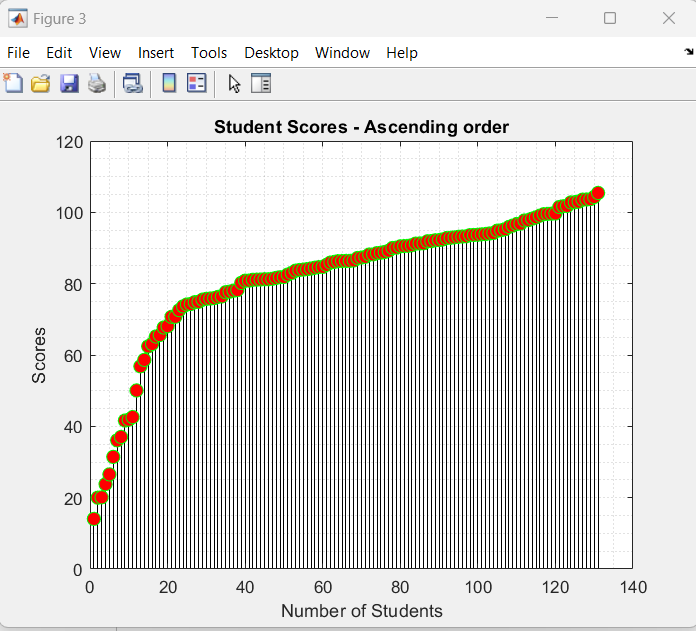 Figure 3
File Edit View Insert Tools Desktop Window Help
Student Scores - Ascending order
120
100
80
60
40
20
0
Scores
0 20 40 60 80 100 120 140
Number of Students